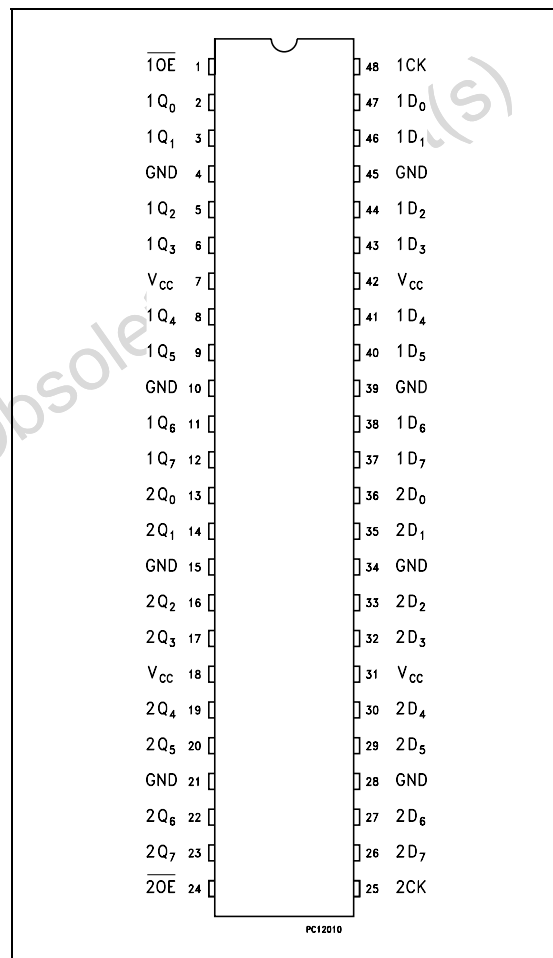 1OE 1 48 1CK
1Q0 2 47 1D0
1Q1 3 46 1D1
GND 4 45 GND
1Q2 5 44 1D2
1Q3 6 43 1D3
VCC 7 42 VCC
1Q4 8 41 1D4
1Q5 9 40 1D5
GND 10 39 GND
1Q6 11 38 1D6
1Q7 12 37 1D7
2Q0 13 36 2D0
2Q1 14 35 2D1
GND 15 34 GND
2Q2 16 33 2D2
2Q3 17 32 2D3
VCC 18 31 VCC
2Q4 19 30 2D4
2Q5 20 29 2D5
GND 21 28 GND
2Q6 22 27 2D6
2Q7 23 26 2D7
2OE 24 25 2CK
PC12010